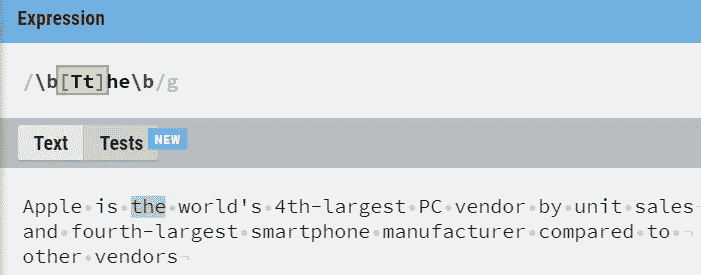 Expression
/\b[Tt]he\b/g
Text Tests NEW
Apple is the world's 4th-largest PC vendor by unit sales
and fourth-largest smartphone manufacturer compared to
other vendors